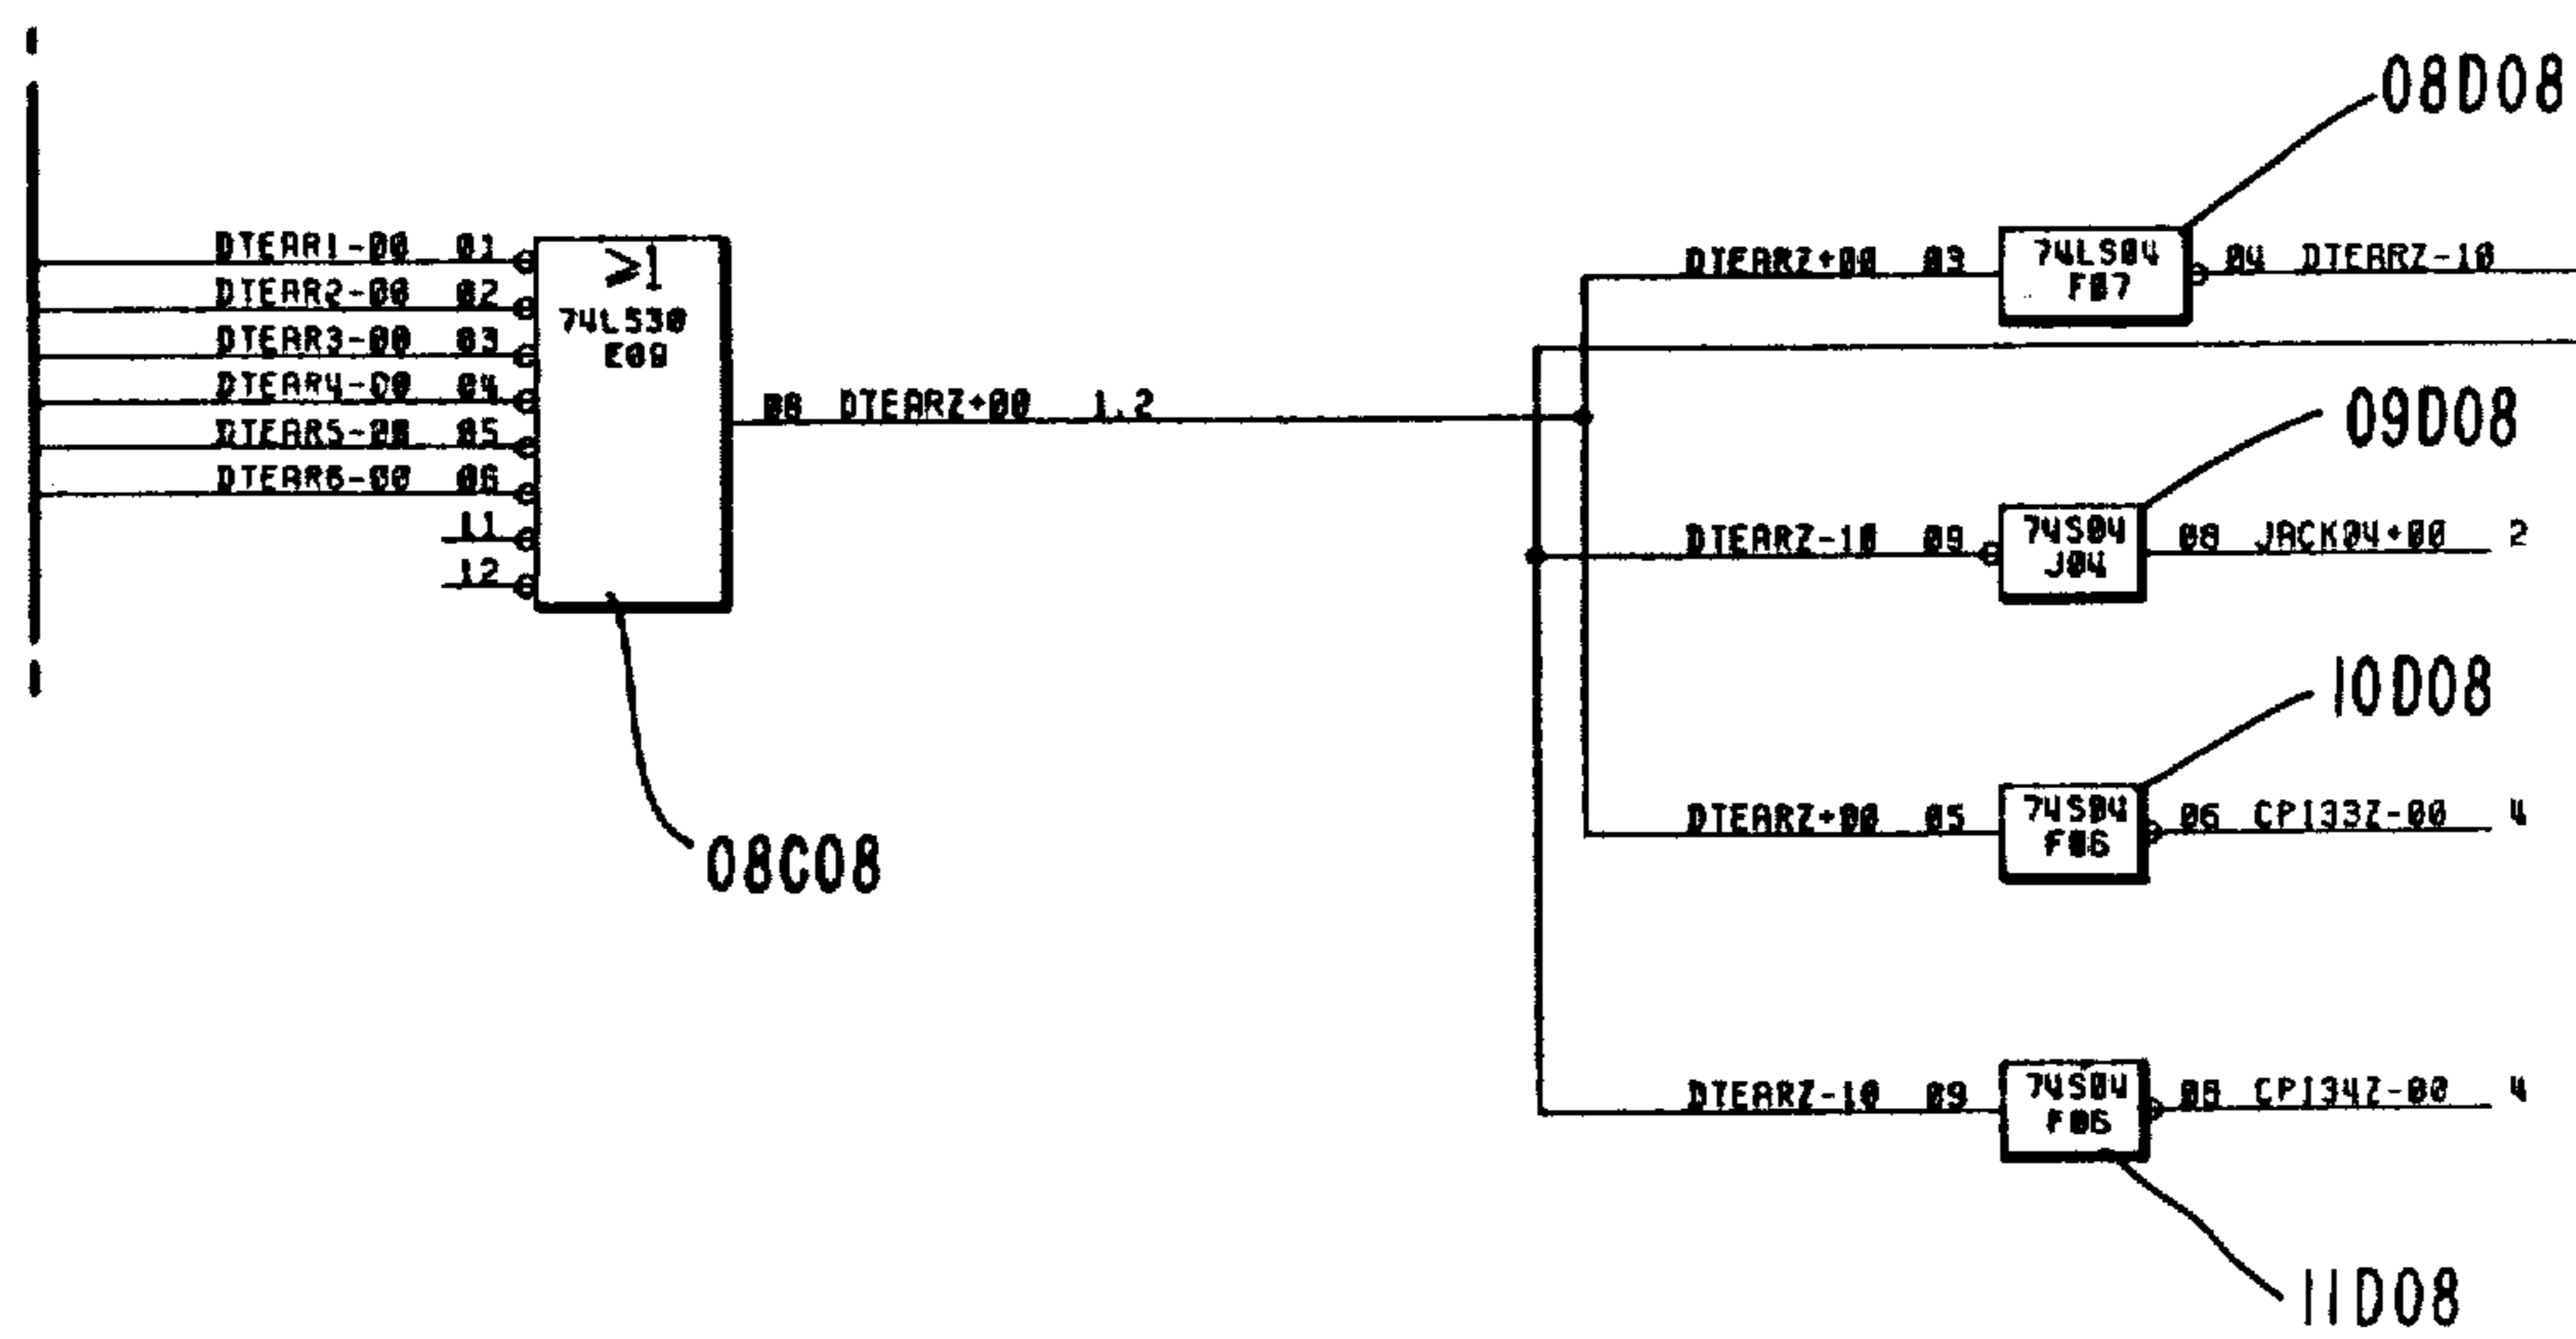 08D08
DTEAR1-00 01
DTEAR2-00 02
DTEAR3-00 03
DTEAR4-00 04
DTEAR5-00 05
DTEAR6-00 06
11
12
≥1
74LS30
E09
08 DTEARZ+00 1.2
DTEARZ+00 03
74LS04
F07
04 DTEARZ-10
09D08
DTEARZ-10 09
74S04
J04
08 JACK04+00 2
10D08
DTEARZ+00 05
74S04
F06
06 CPI33Z-00 4
08C08
DTEARZ-10 09
74S04
F06
08 CPI34Z-00 4
11D08